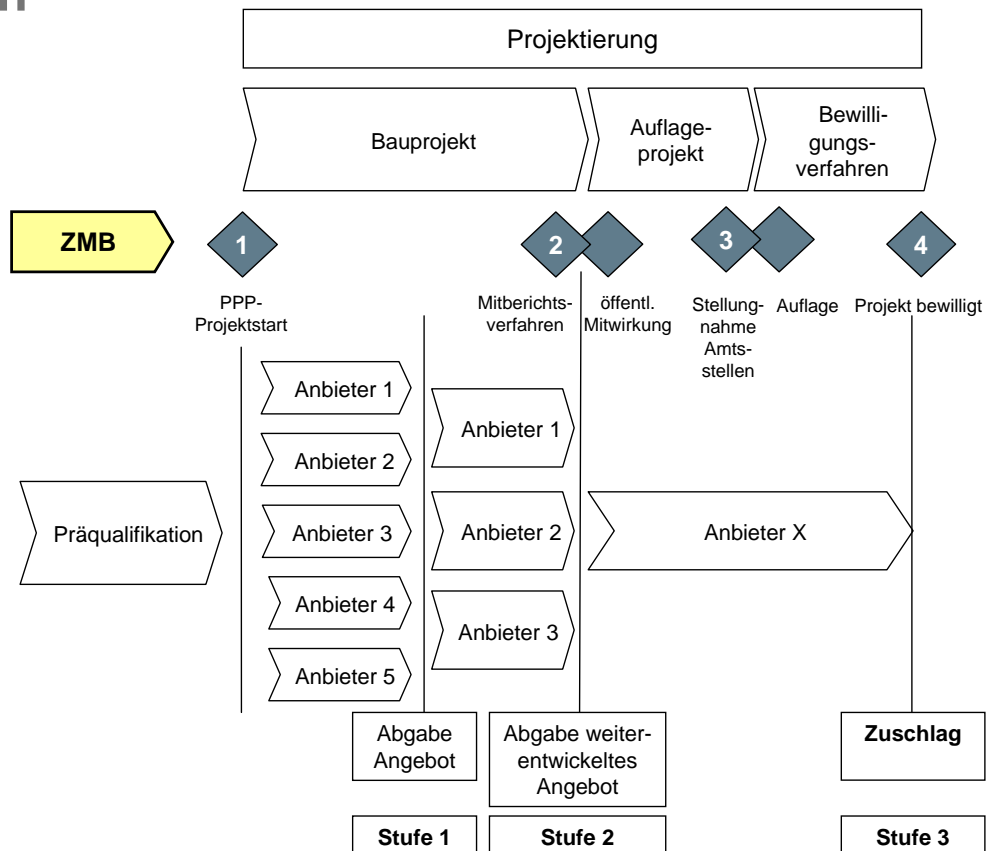 Projektierung
Bauprojekt
Auflage-
projekt
Bewilli-
gungs-
verfahren
ZMB
1
2
3
4
PPP-
Projektstart
Mitberichts-
verfahren
öffentl.
Mitwirkung
Stellung-
nahme
Amts-
stellen
Auflage
Projekt bewilligt
Präqualifikation
Anbieter 1
Anbieter 2
Anbieter 3
Anbieter 4
Anbieter 5
Anbieter 1
Anbieter 2
Anbieter 3
Anbieter X
Abgabe
Angebot
Abgabe weiter-
entwickeltes
Angebot
Zuschlag
Stufe 1
Stufe 2
Stufe 3